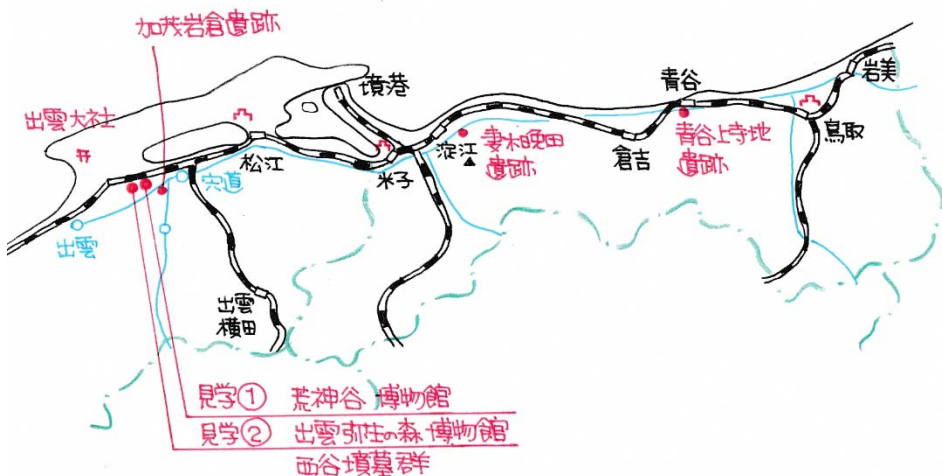 加茂岩倉遺跡
出雲大社
松江
墳港
米子
淀江
妻木晩田
遺跡
倉吉
青谷
青谷上寺地
遺跡
岩美
鳥取
宍道
出雲
出雲
横田
見学① 荒神谷博物館
見学② 出雲弥生の森博物館
西谷墳墓群